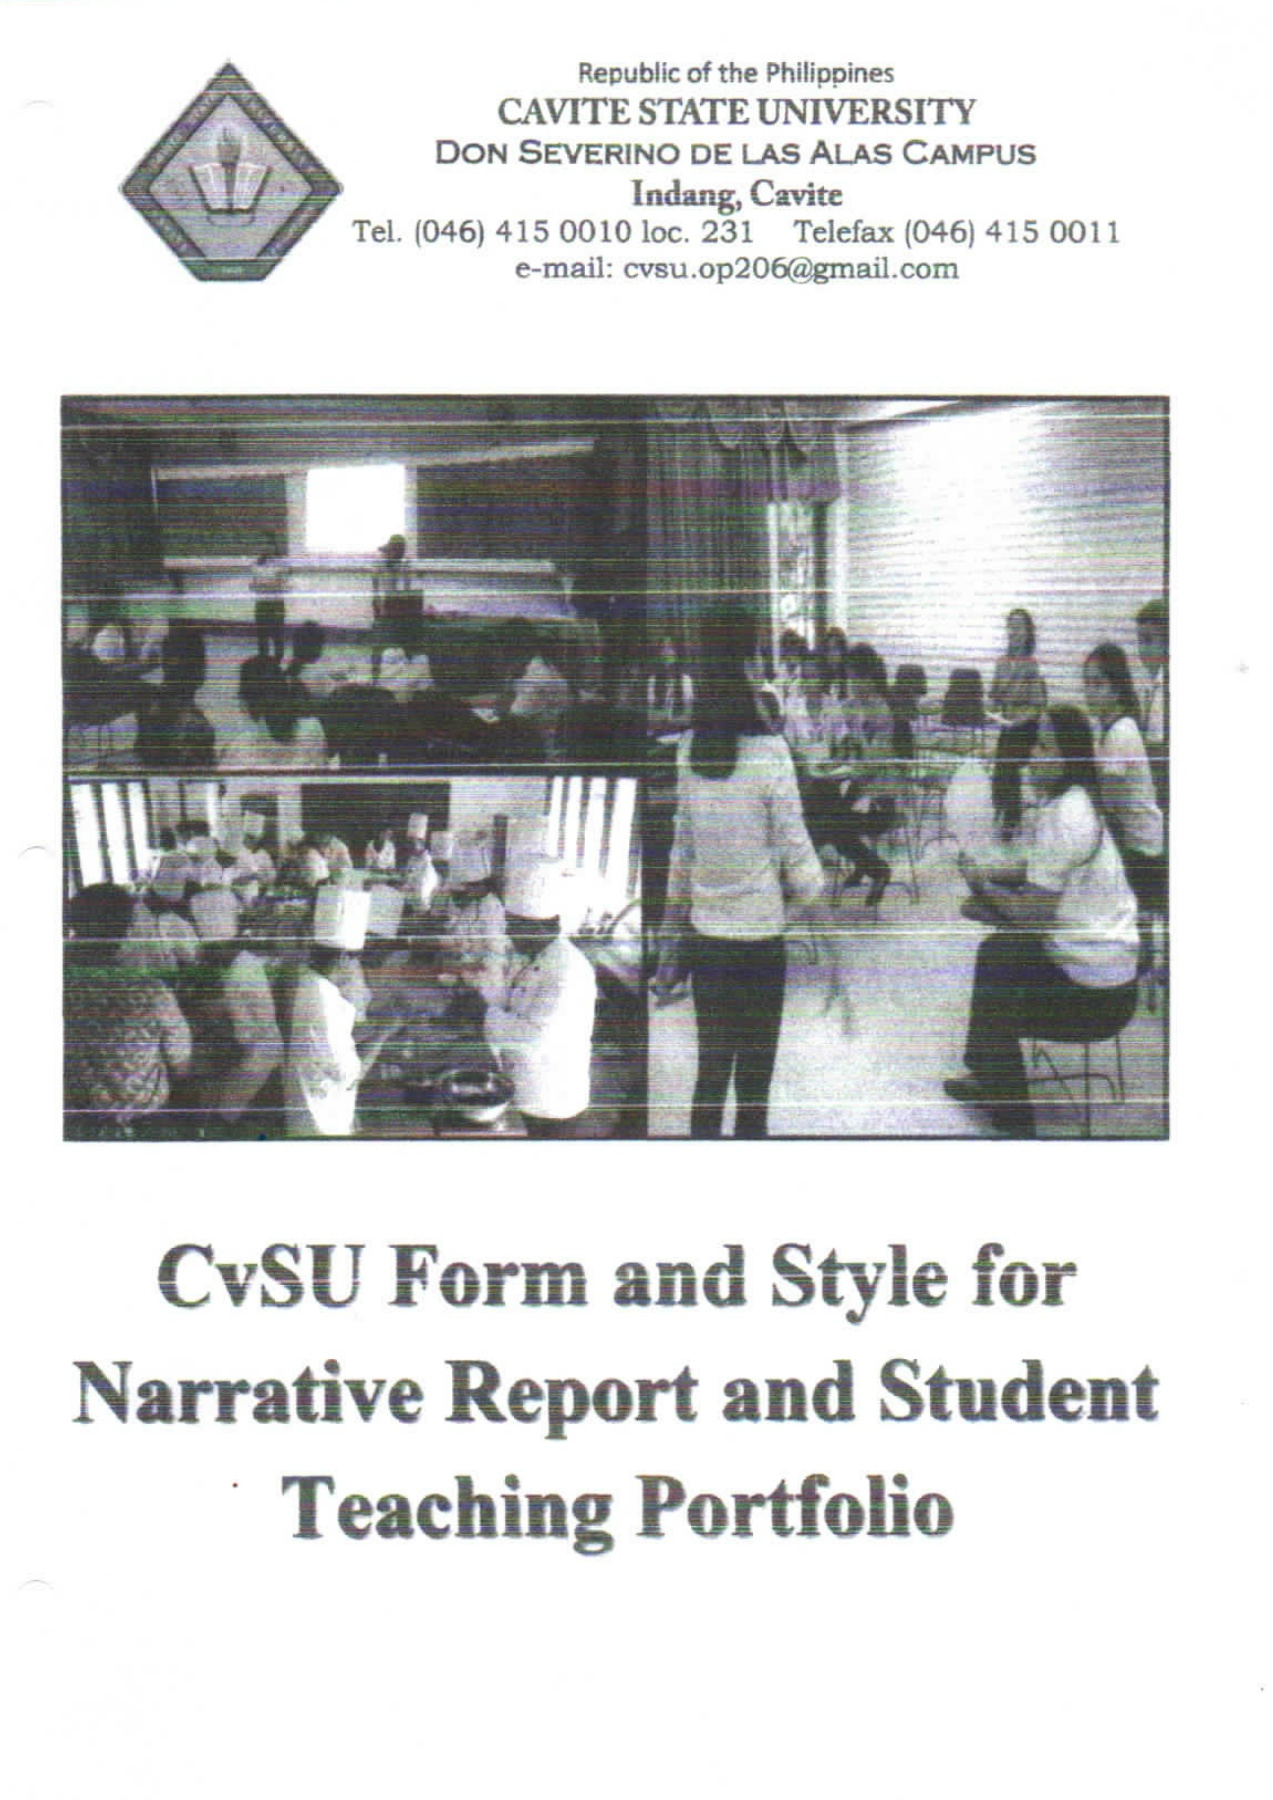 Republic of the Philippines
CAVITE STATE UNIVERSITY
DON SEVERINO DE LAS ALAS CAMPUS
Indang, Cavite
Tel. (046) 415 0010 loc. 231 Telefax (046) 415 0011
e-mail: cvsu.op206@gmail.com
CvSU Form and Style for
Narrative Report and Student
Teaching Portfolio